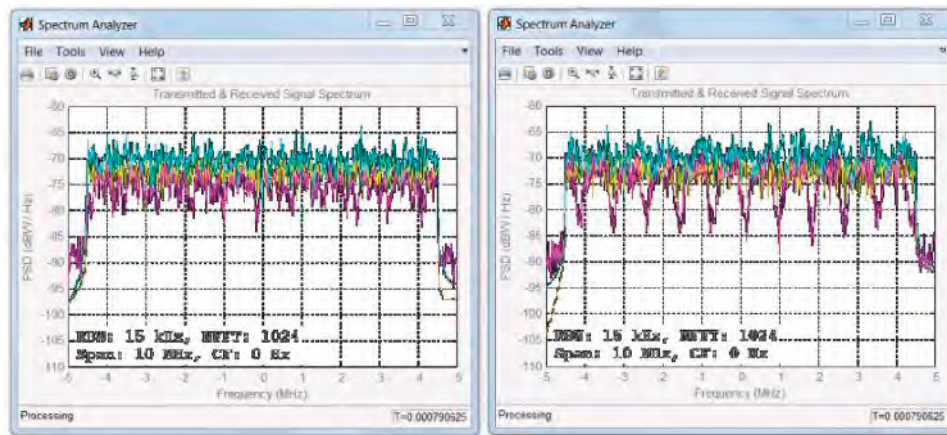 Spectrum Analyzer
File Tools View Help
Transmitted & Received Signal Spectrum
PSD (dBW/ Hz)
-60
-65
-70
-75
-80
-85
-90
-95
-100
-105
-110
RBW: 15 kHz, NFFT: 1024
Span: 10 MHz, CF: 0 Hz
-5 -4 -3 -2 -1 0 1 2 3 4 5
Frequency (MHz)
Processing
T=0.000790625
Spectrum Analyzer
File Tools View Help
Transmitted & Received Signal Spectrum
PSD (dBW/ Hz)
-60
-65
-70
-75
-80
-85
-90
-95
-100
-105
-110
RBW: 15 kHz, NFFT: 1024
Span: 10 MHz, CF: 0 Hz
-5 -4 -3 -2 -1 0 1 2 3 4 5
Frequency (MHz)
Processing
T=0.000790625